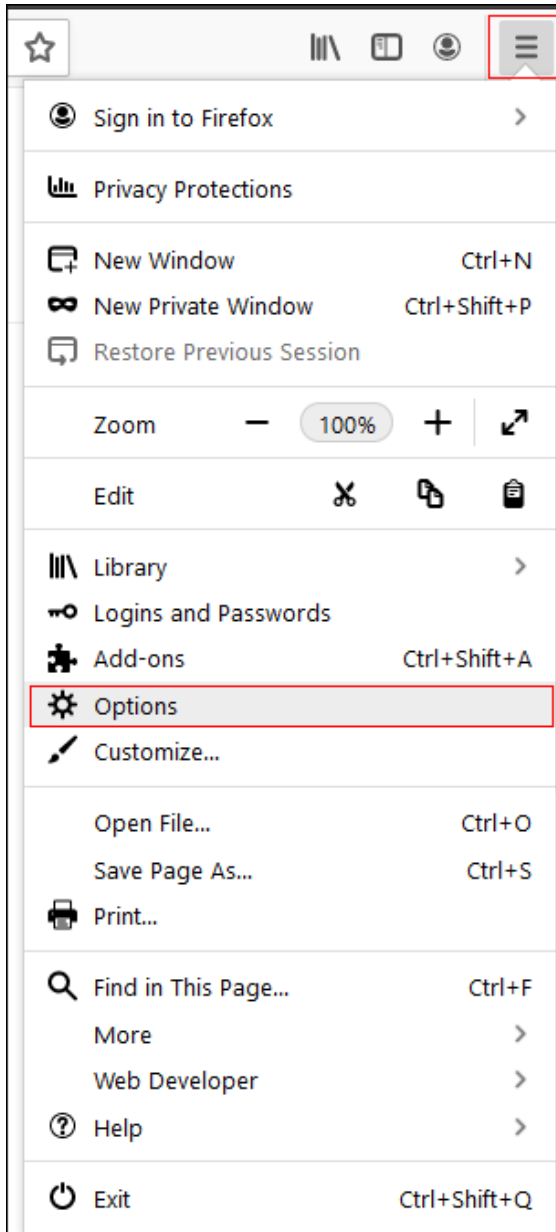 Sign in to Firefox
Privacy Protections
New Window Ctrl+N
New Private Window Ctrl+Shift+P
Restore Previous Session
Zoom 100%
Edit
Library
Logins and Passwords
Add-ons Ctrl+Shift+A
Options
Customize...
Open File... Ctrl+O
Save Page As... Ctrl+S
Print...
Find in This Page... Ctrl+F
More
Web Developer
Help
Exit Ctrl+Shift+Q